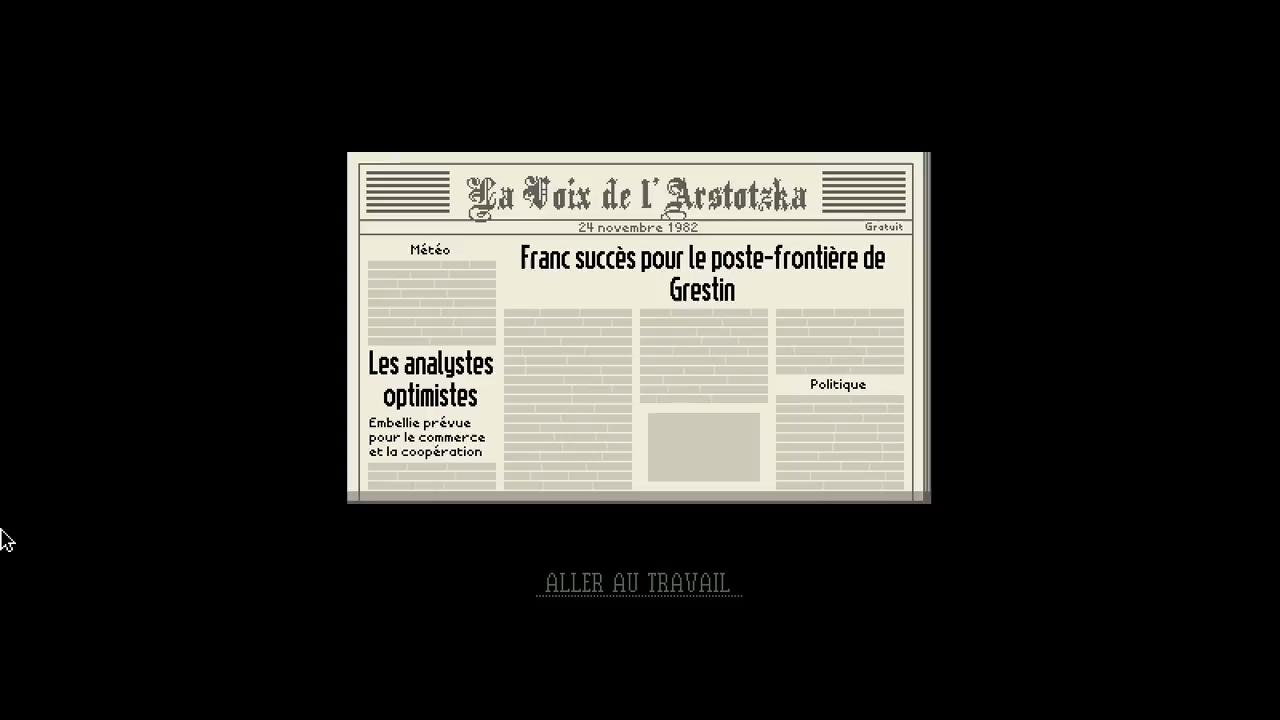 La Voix de l'Arstotzka
24 novembre 1982
Gratuit
Météo
Les analystes
optimistes
Embellie prévue
pour le commerce
et la coopération
Franc succès pour le poste-frontière de
Grestin
Politique
ALLER AU TRAVAIL